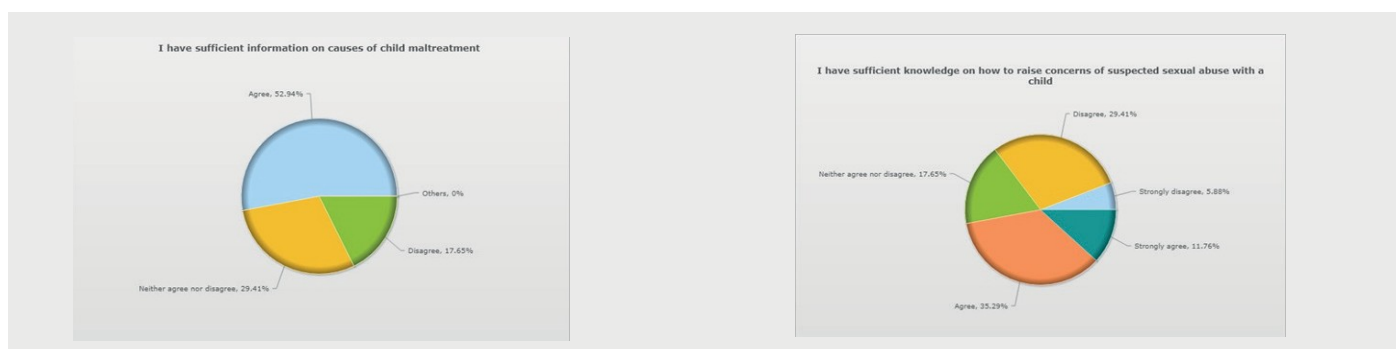 I have sufficient information on causes of child maltreatment
Agree, 52.94%
Others, 0%
Disagree, 17.65%
Neither agree nor disagree, 29.41%
I have sufficient knowledge on how to raise concerns of suspected sexual abuse with a
child
Disagree, 29.41%
Neither agree nor disagree, 17.65%
Strongly disagree, 5.88%
Strongly agree, 11.76%
Agree, 35.29%